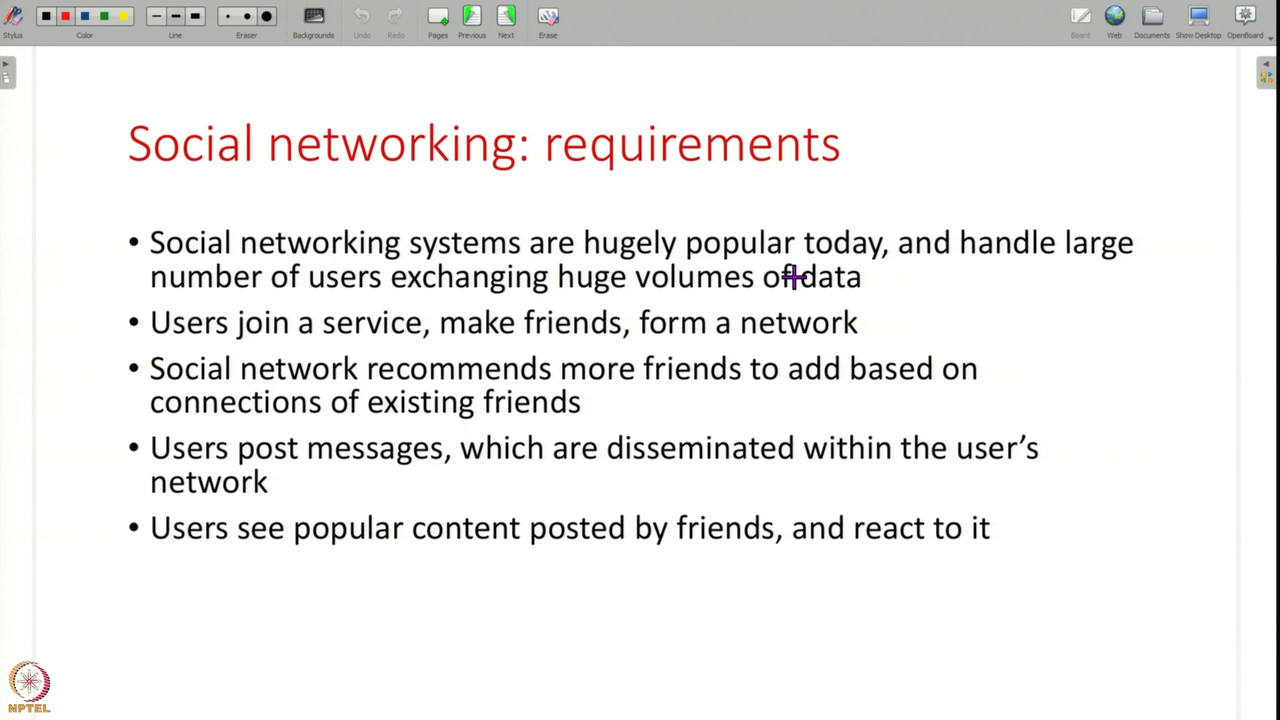 Stylus
Color
Line
Eraser
Backgrounds
Undo
Redo
Pages
Previous
Next
Erase
Board
Web
Documents
Show Desktop
OpenBoard
Social networking: requirements
• Social networking systems are hugely popular today, and handle large
number of users exchanging huge volumes of data
• Users join a service, make friends, form a network
• Social network recommends more friends to add based on
connections of existing friends
• Users post messages, which are disseminated within the user’s
network
• Users see popular content posted by friends, and react to it
NPTEL